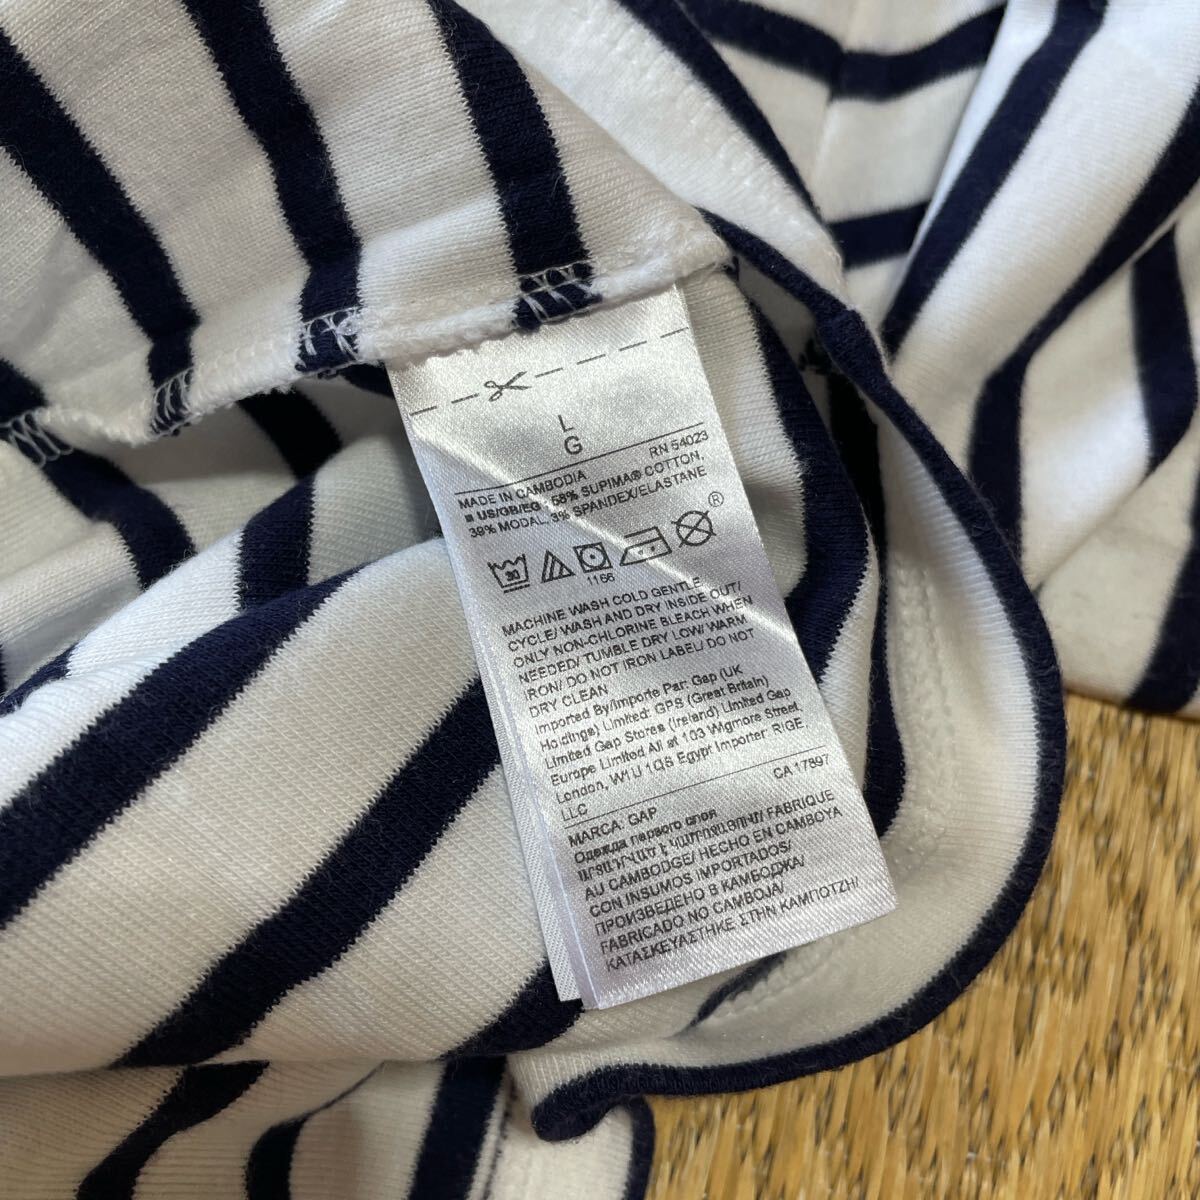 L
G
RN 54023
MADE IN CAMBODIA
■ US/GB/EG 58% SUPIMA® COTTON,
39% MODAL, 3% SPANDEX/ELASTANE
30
®
1166
MACHINE WASH COLD GENTLE
CYCLE/ WASH AND DRY INSIDE OUT/
ONLY NON-CHLORINE BLEACH WHEN
NEEDED/ TUMBLE DRY LOW/ WARM
IRON/ DO NOT IRON LABEL/ DO NOT
DRY CLEAN
Imported By/Importe Par: Gap (UK
Holdings) Limited: GPS (Great Britain)
Limited Gap Stores (Ireland) Limited Gap
Europe Limited All at 103 Wigmore Street,
London, W1U 1QS Egypt Importer: RIGE
LLC
CA 17897
MARCA: GAP
Одежда первого слоя
ԱՐՏԱԴՐՎԱԾ Է ԿԱՄԲՈՋԱՅՈՒՄ/ FABRIQUÉ
AU CAMBODGE/ HECHO EN CAMBOYA
CON INSUMOS IMPORTADOS/
ПРОИЗВЕДЕНО В КАМБОДЖА/
FABRICADO NO CAMBOJA/
ΚΑΤΑΣΚΕΥΑΣΤΗΚΕ ΣΤΗΝ ΚΑΜΠΟΤΖΗ/